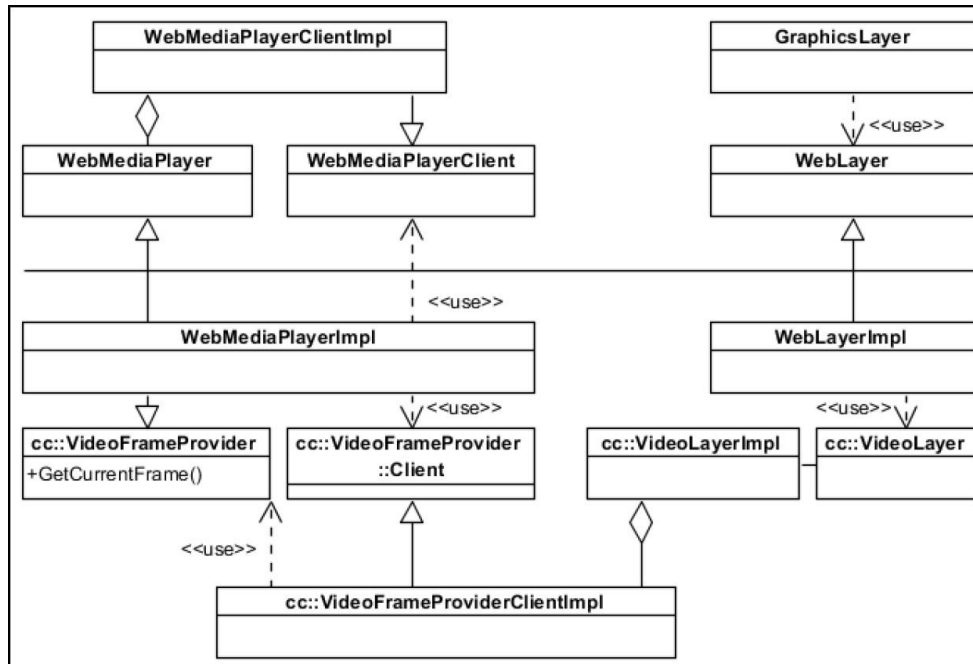 WebMediaPlayerClientImpl
GraphicsLayer
<<use>>
WebMediaPlayer
WebMediaPlayerClient
WebLayer
<<use>>
WebMediaPlayerImpl
WebLayerImpl
<<use>>
<<use>>
cc::VideoFrameProvider
+GetCurrentFrame()
cc::VideoFrameProvider
::Client
cc::VideoLayerImpl
cc::VideoLayer
<<use>>
cc::VideoFrameProviderClientImpl